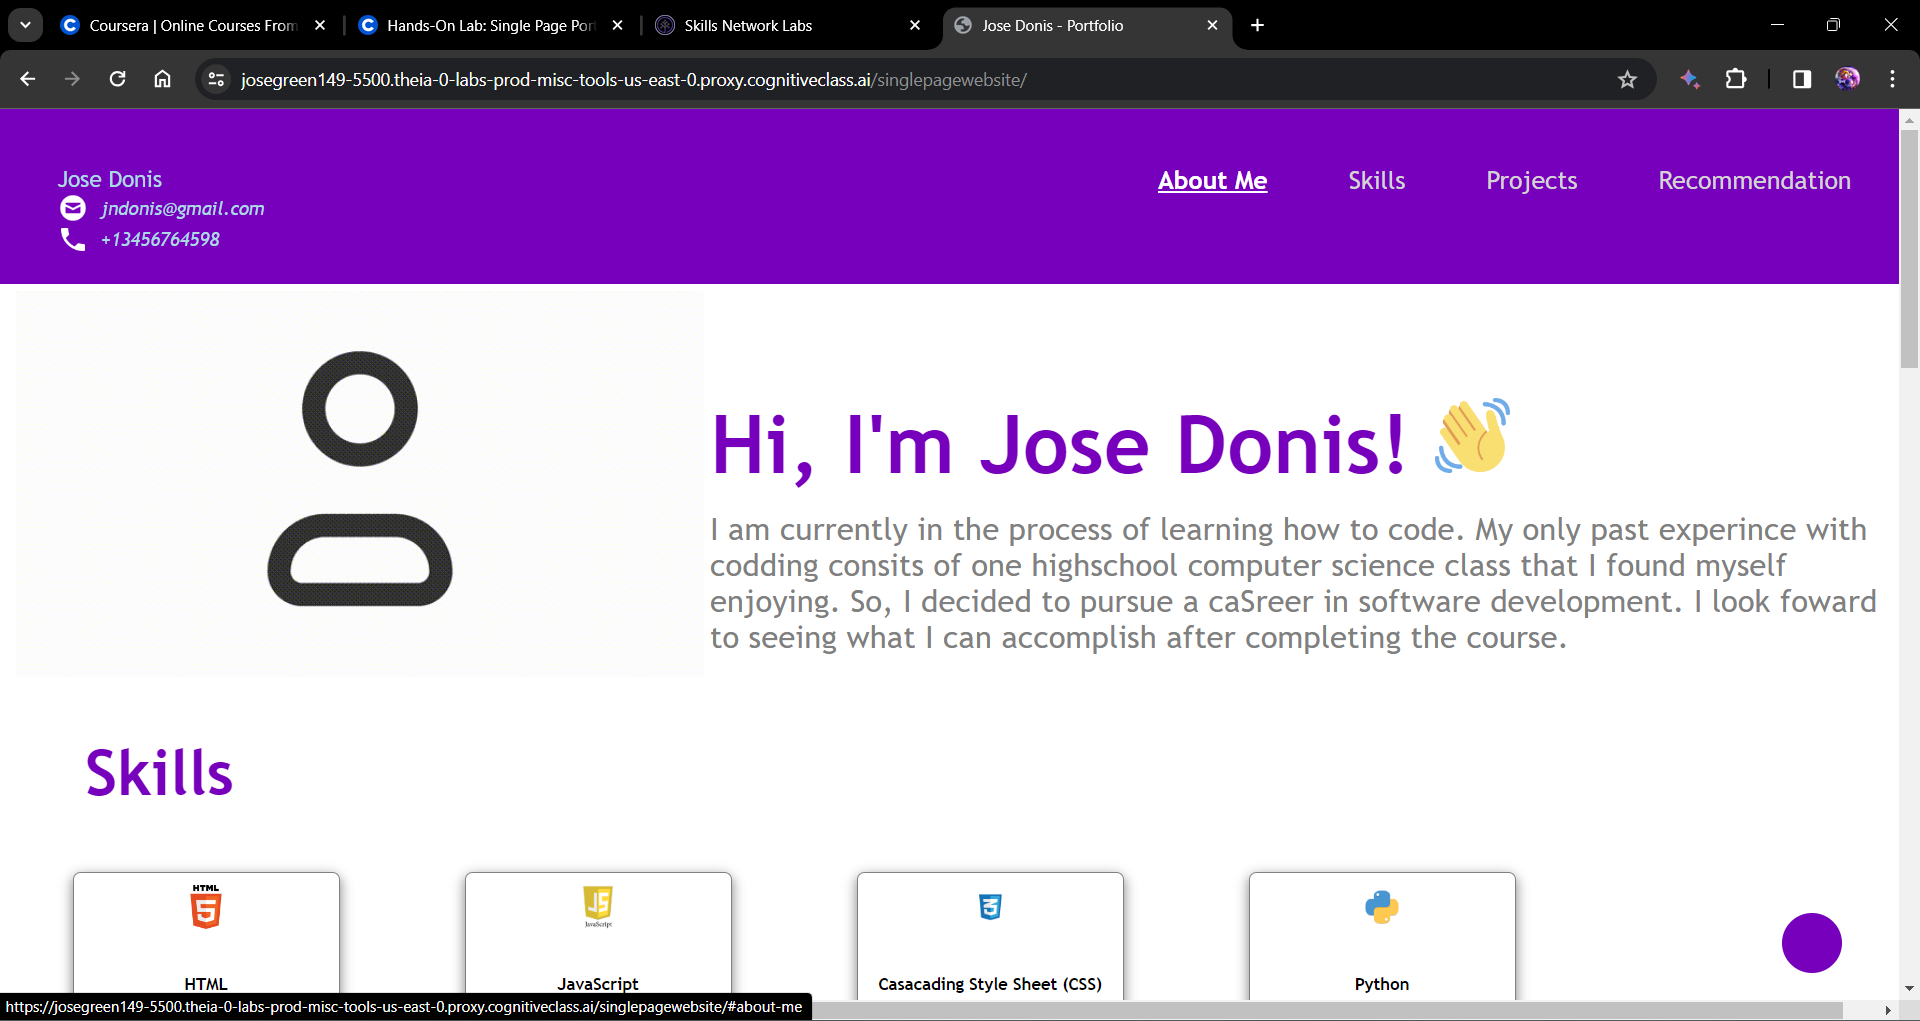 Coursera | Online Courses From
Hands-On Lab: Single Page Por
Skills Network Labs
Jose Donis - Portfolio
josegreen149-5500.theia-0-labs-prod-misc-tools-us-east-0.proxy.cognitiveclass.ai/singlepagewebsite/
Jose Donis
jndonis@gmail.com
+13456764598
About Me
Skills
Projects
Recommendation
Hi, I'm Jose Donis!
I am currently in the process of learning how to code. My only past experince with
codding consits of one highschool computer science class that I found myself
enjoying. So, I decided to pursue a caSreer in software development. I look foward
to seeing what I can accomplish after completing the course.
Skills
HTML
5
HTML
JS
JavaScript
JavaScript
3
Casacading Style Sheet (CSS)
Python
https://josegreen149-5500.theia-0-labs-prod-misc-tools-us-east-0.proxy.cognitiveclass.ai/singlepagewebsite/#about-me